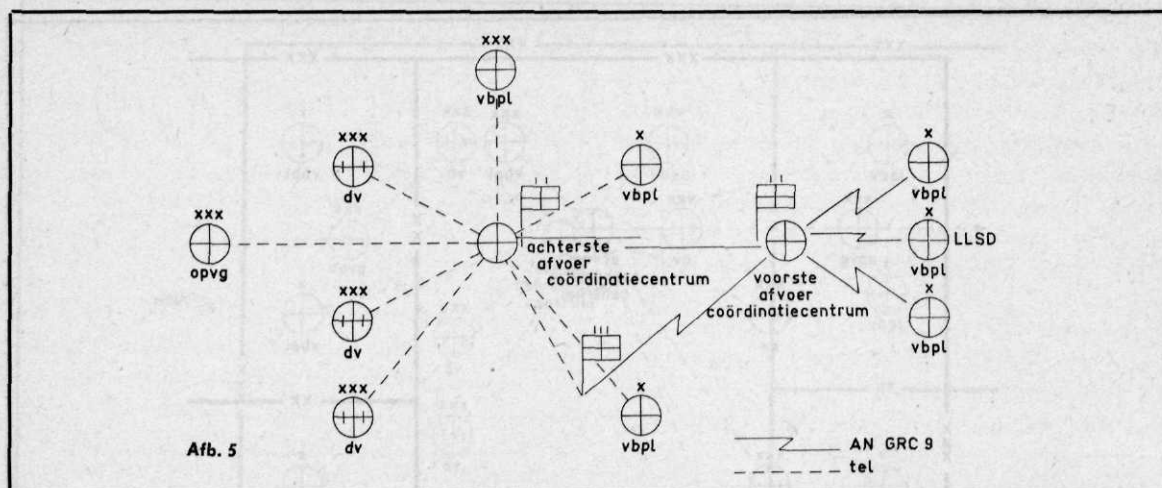 xxx
vbpl
xxx
dv
x
vbpl
x
vbpl
xxx
opvg
achterste
afvoer
coördinatiecentrum
voorste
afvoer
coördinatiecentrum
x
vbpl
LLSD
x
vbpl
xxx
dv
xxx
dv
x
vbpl
Afb. 5
AN GRC 9
tel